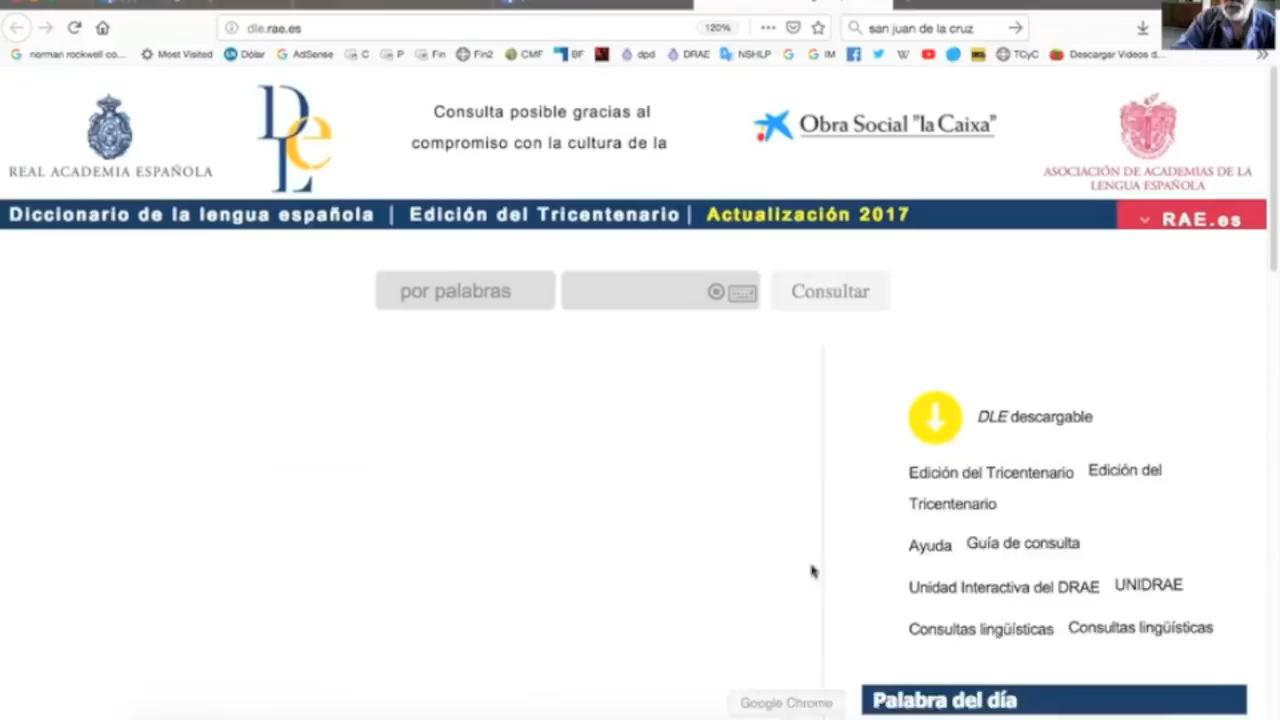 dle.rae.es
120%
san juan de la cruz
norman rockwell co...
Most Visited
Dólar
AdSense
C
P
Fin
Fin2
CMF
BF
dpd
DRAE
NSHLP
G
G IM
W
TCyC
Descargar Videos d...
REAL ACADEMIA ESPAÑOLA
DLe
Consulta posible gracias al
compromiso con la cultura de la
Obra Social "la Caixa"
ASOCIACIÓN DE ACADEMIAS DE LA
LENGUA ESPAÑOLA
Diccionario de la lengua española | Edición del Tricentenario | Actualización 2017
RAE.es
por palabras
Consultar
DLE descargable
Edición del Tricentenario Edición del
Tricentenario
Ayuda Guía de consulta
Unidad Interactiva del DRAE UNIDRAE
Consultas lingüísticas Consultas lingüísticas
Google Chrome
Palabra del día